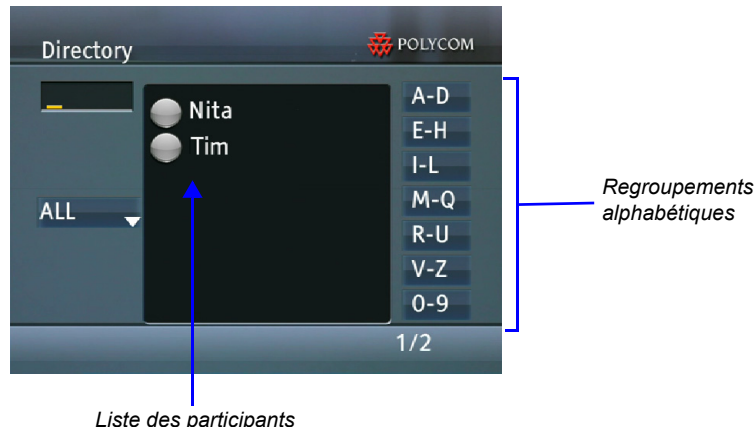 Directory
POLYCOM
Nita
Tim
ALL
A-D
E-H
I-L
M-Q
R-U
V-Z
0-9
1/2
Regroupements
alphabétiques
Liste des participants